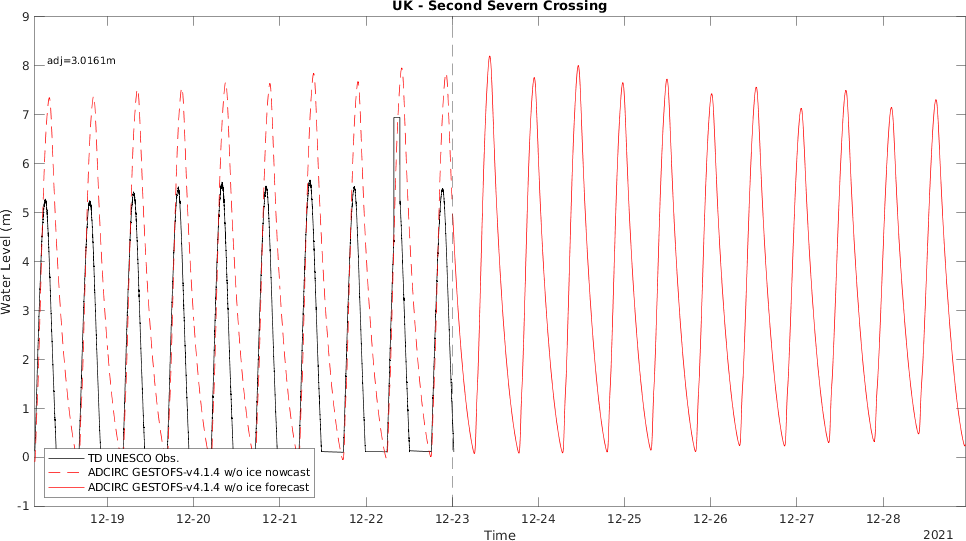 UK - Second Severn Crossing
adj=3.0161m
9
8
7
6
5
4
3
2
1
0
-1
Water Level (m)
TD UNESCO Obs.
ADCIRC GESTOFS-v4.1.4 w/o ice nowcast
ADCIRC GESTOFS-v4.1.4 w/o ice forecast
12-19 12-20 12-21 12-22 12-23 12-24 12-25 12-26 12-27 12-28
Time
2021